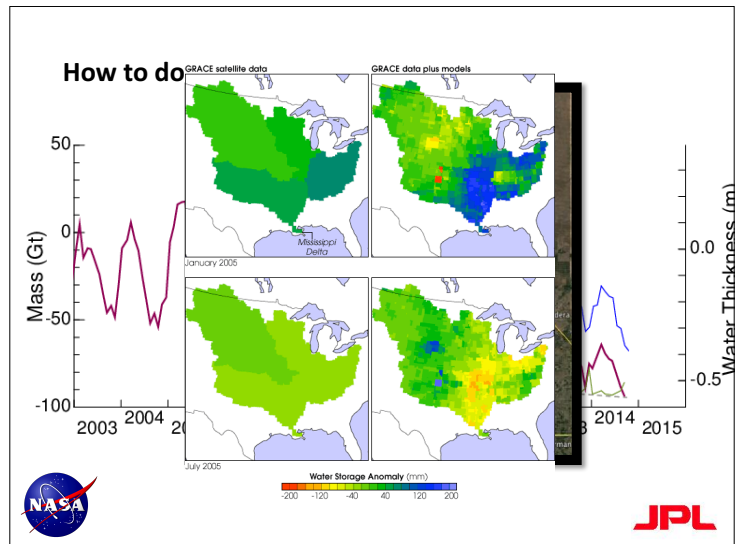 How to do
GRACE satellite data
GRACE data plus models
50
0
-50
-100
Mass (Gt)
2003
2004
Mississippi
Delta
January 2005
July 2005
Water Storage Anomaly (mm)
-200 -120 -40 40 120 200
0.0
-0.5
Water Thickness (m)
2014
2015
NASA
JPL